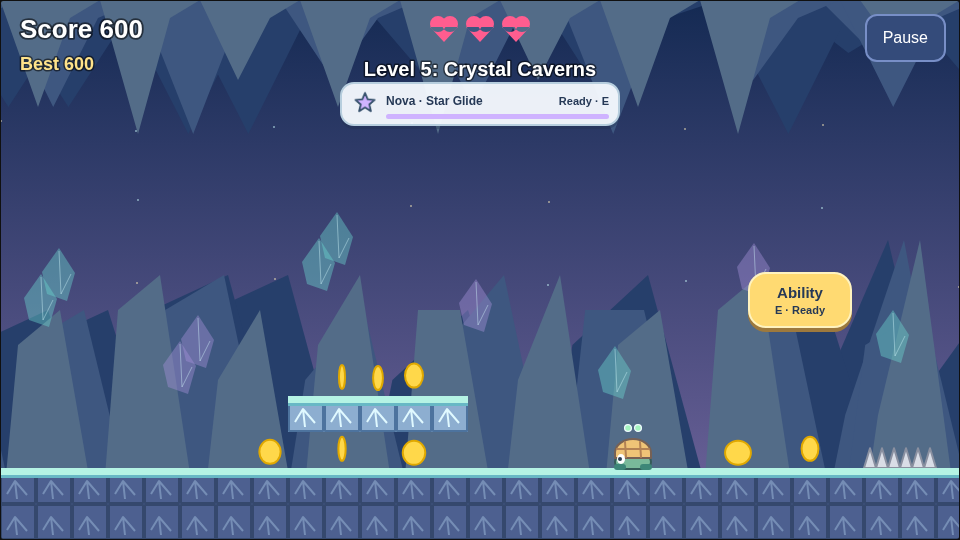 Score 600
Best 600
Level 5: Crystal Caverns
Nova · Star Glide
Ready · E
Pause
Ability
E · Ready